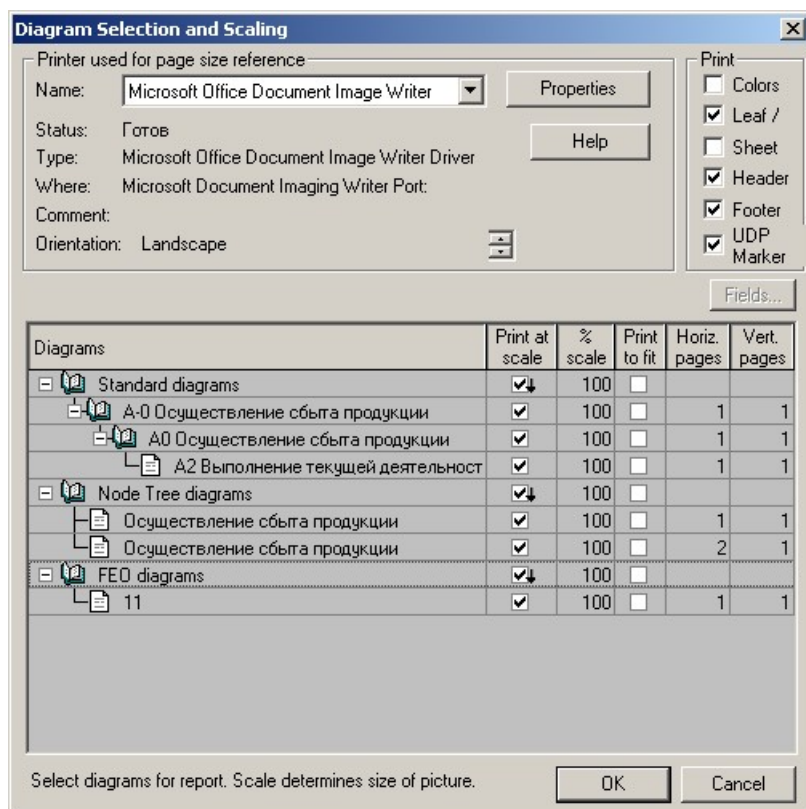 Diagram Selection and Scaling
Printer used for page size reference
Name: Microsoft Office Document Image Writer Properties
Status: Готов
Help
Type: Microsoft Office Document Image Writer Driver
Where: Microsoft Document Imaging Writer Port:
Comment:
Orientation: Landscape
Print
Colors
Leaf /
Sheet
Header
Footer
UDP
Marker
Fields...
Diagrams Print at scale % scale Print to fit Horiz. pages Vert. pages
Standard diagrams 100
A-0 Осуществление сбыта продукции 100 1 1
A0 Осуществление сбыта продукции 100 1 1
A2 Выполнение текущей деятельност 100 1 1
Node Tree diagrams 100
Осуществление сбыта продукции 100 1 1
Осуществление сбыта продукции 100 2 1
FEO diagrams 100
11 100 1 1
Select diagrams for report. Scale determines size of picture. OK Cancel